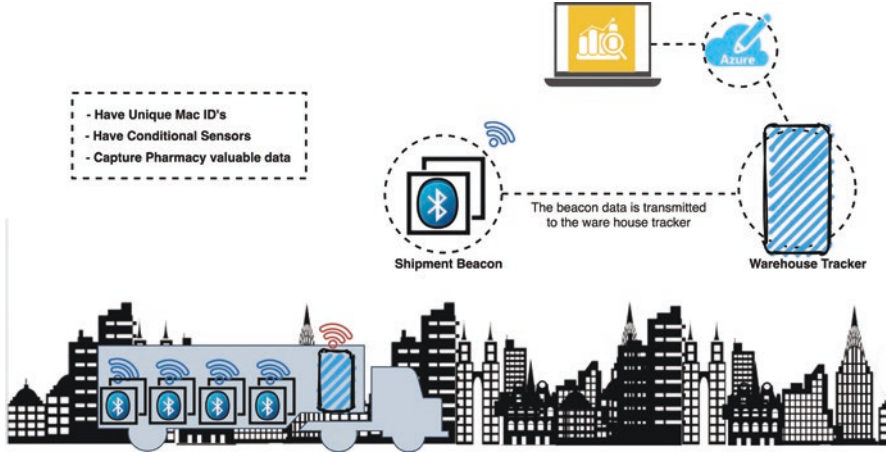 Azure
- Have Unique Mac ID's
- Have Conditional Sensors
- Capture Pharmacy valuable data
The beacon data is transmitted
to the ware house tracker
Shipment Beacon
Warehouse Tracker